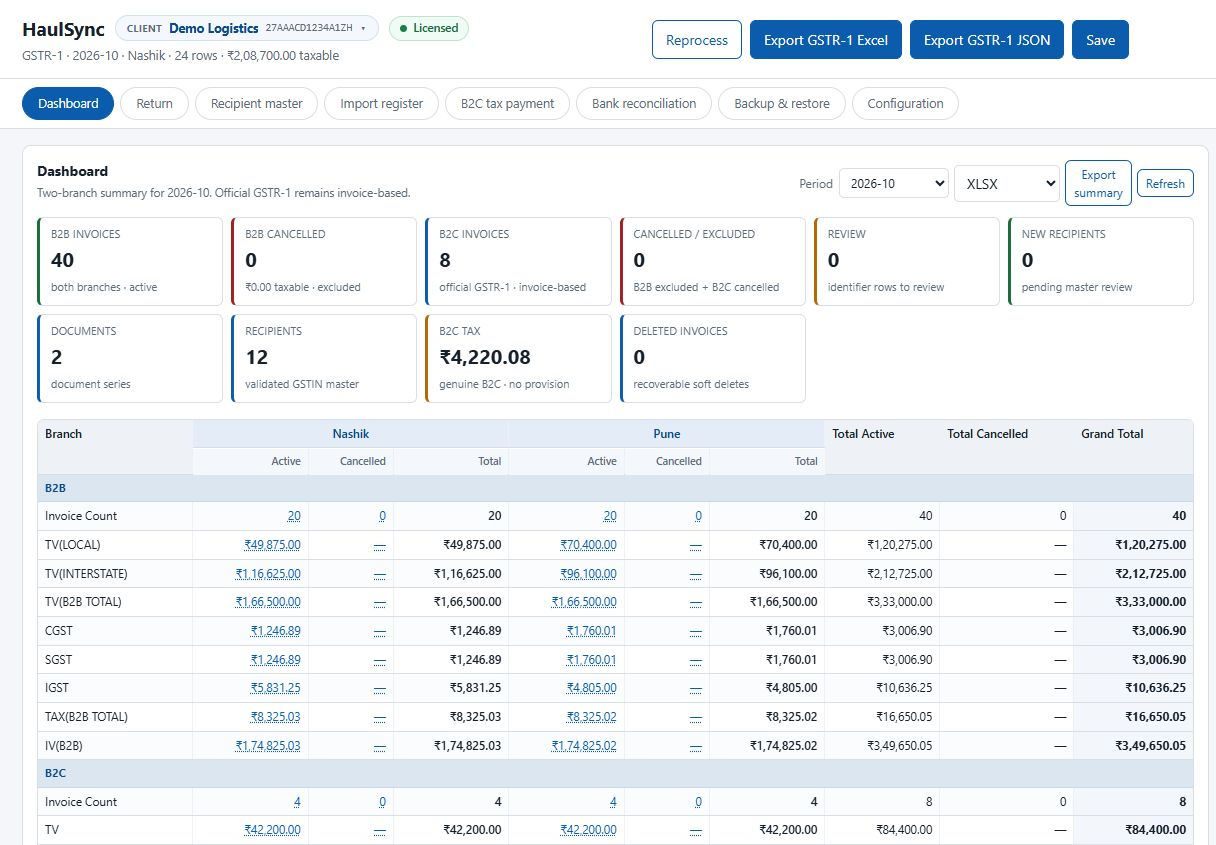 HaulSync CLIENT Demo Logistics 27AAACD1234A1ZH Licensed
GSTR-1 · 2026-10 · Nashik · 24 rows · ₹2,08,700.00 taxable
Reprocess Export GSTR-1 Excel Export GSTR-1 JSON Save
Dashboard Return Recipient master Import register B2C tax payment Bank reconciliation Backup & restore Configuration
Dashboard
Two-branch summary for 2026-10. Official GSTR-1 remains invoice-based.
Period 2026-10 XLSX Export summary Refresh
B2B INVOICES
40
both branches · active
B2B CANCELLED
0
₹0.00 taxable · excluded
B2C INVOICES
8
official GSTR-1 · invoice-based
CANCELLED / EXCLUDED
0
B2B excluded + B2C cancelled
REVIEW
0
identifier rows to review
NEW RECIPIENTS
0
pending master review
DOCUMENTS
2
document series
RECIPIENTS
12
validated GSTIN master
B2C TAX
₹4,220.08
genuine B2C · no provision
DELETED INVOICES
0
recoverable soft deletes
Branch Nashik Pune Total Active Total Cancelled Grand Total
Active Cancelled Total Active Cancelled Total
B2B
Invoice Count 20 0 20 20 0 20 40 0 40
TV(LOCAL) ₹49,875.00 — ₹49,875.00 ₹70,400.00 — ₹70,400.00 ₹1,20,275.00 — ₹1,20,275.00
TV(INTERSTATE) ₹1,16,625.00 — ₹1,16,625.00 ₹96,100.00 — ₹96,100.00 ₹2,12,725.00 — ₹2,12,725.00
TV(B2B TOTAL) ₹1,66,500.00 — ₹1,66,500.00 ₹1,66,500.00 — ₹1,66,500.00 ₹3,33,000.00 — ₹3,33,000.00
CGST ₹1,246.89 — ₹1,246.89 ₹1,760.01 — ₹1,760.01 ₹3,006.90 — ₹3,006.90
SGST ₹1,246.89 — ₹1,246.89 ₹1,760.01 — ₹1,760.01 ₹3,006.90 — ₹3,006.90
IGST ₹5,831.25 — ₹5,831.25 ₹4,805.00 — ₹4,805.00 ₹10,636.25 — ₹10,636.25
TAX(B2B TOTAL) ₹8,325.03 — ₹8,325.03 ₹8,325.02 — ₹8,325.02 ₹16,650.05 — ₹16,650.05
IV(B2B) ₹1,74,825.03 — ₹1,74,825.03 ₹1,74,825.02 — ₹1,74,825.02 ₹3,49,650.05 — ₹3,49,650.05
B2C
Invoice Count 4 0 4 4 0 4 8 0 8
TV ₹42,200.00 — ₹42,200.00 ₹42,200.00 — ₹42,200.00 ₹84,400.00 — ₹84,400.00